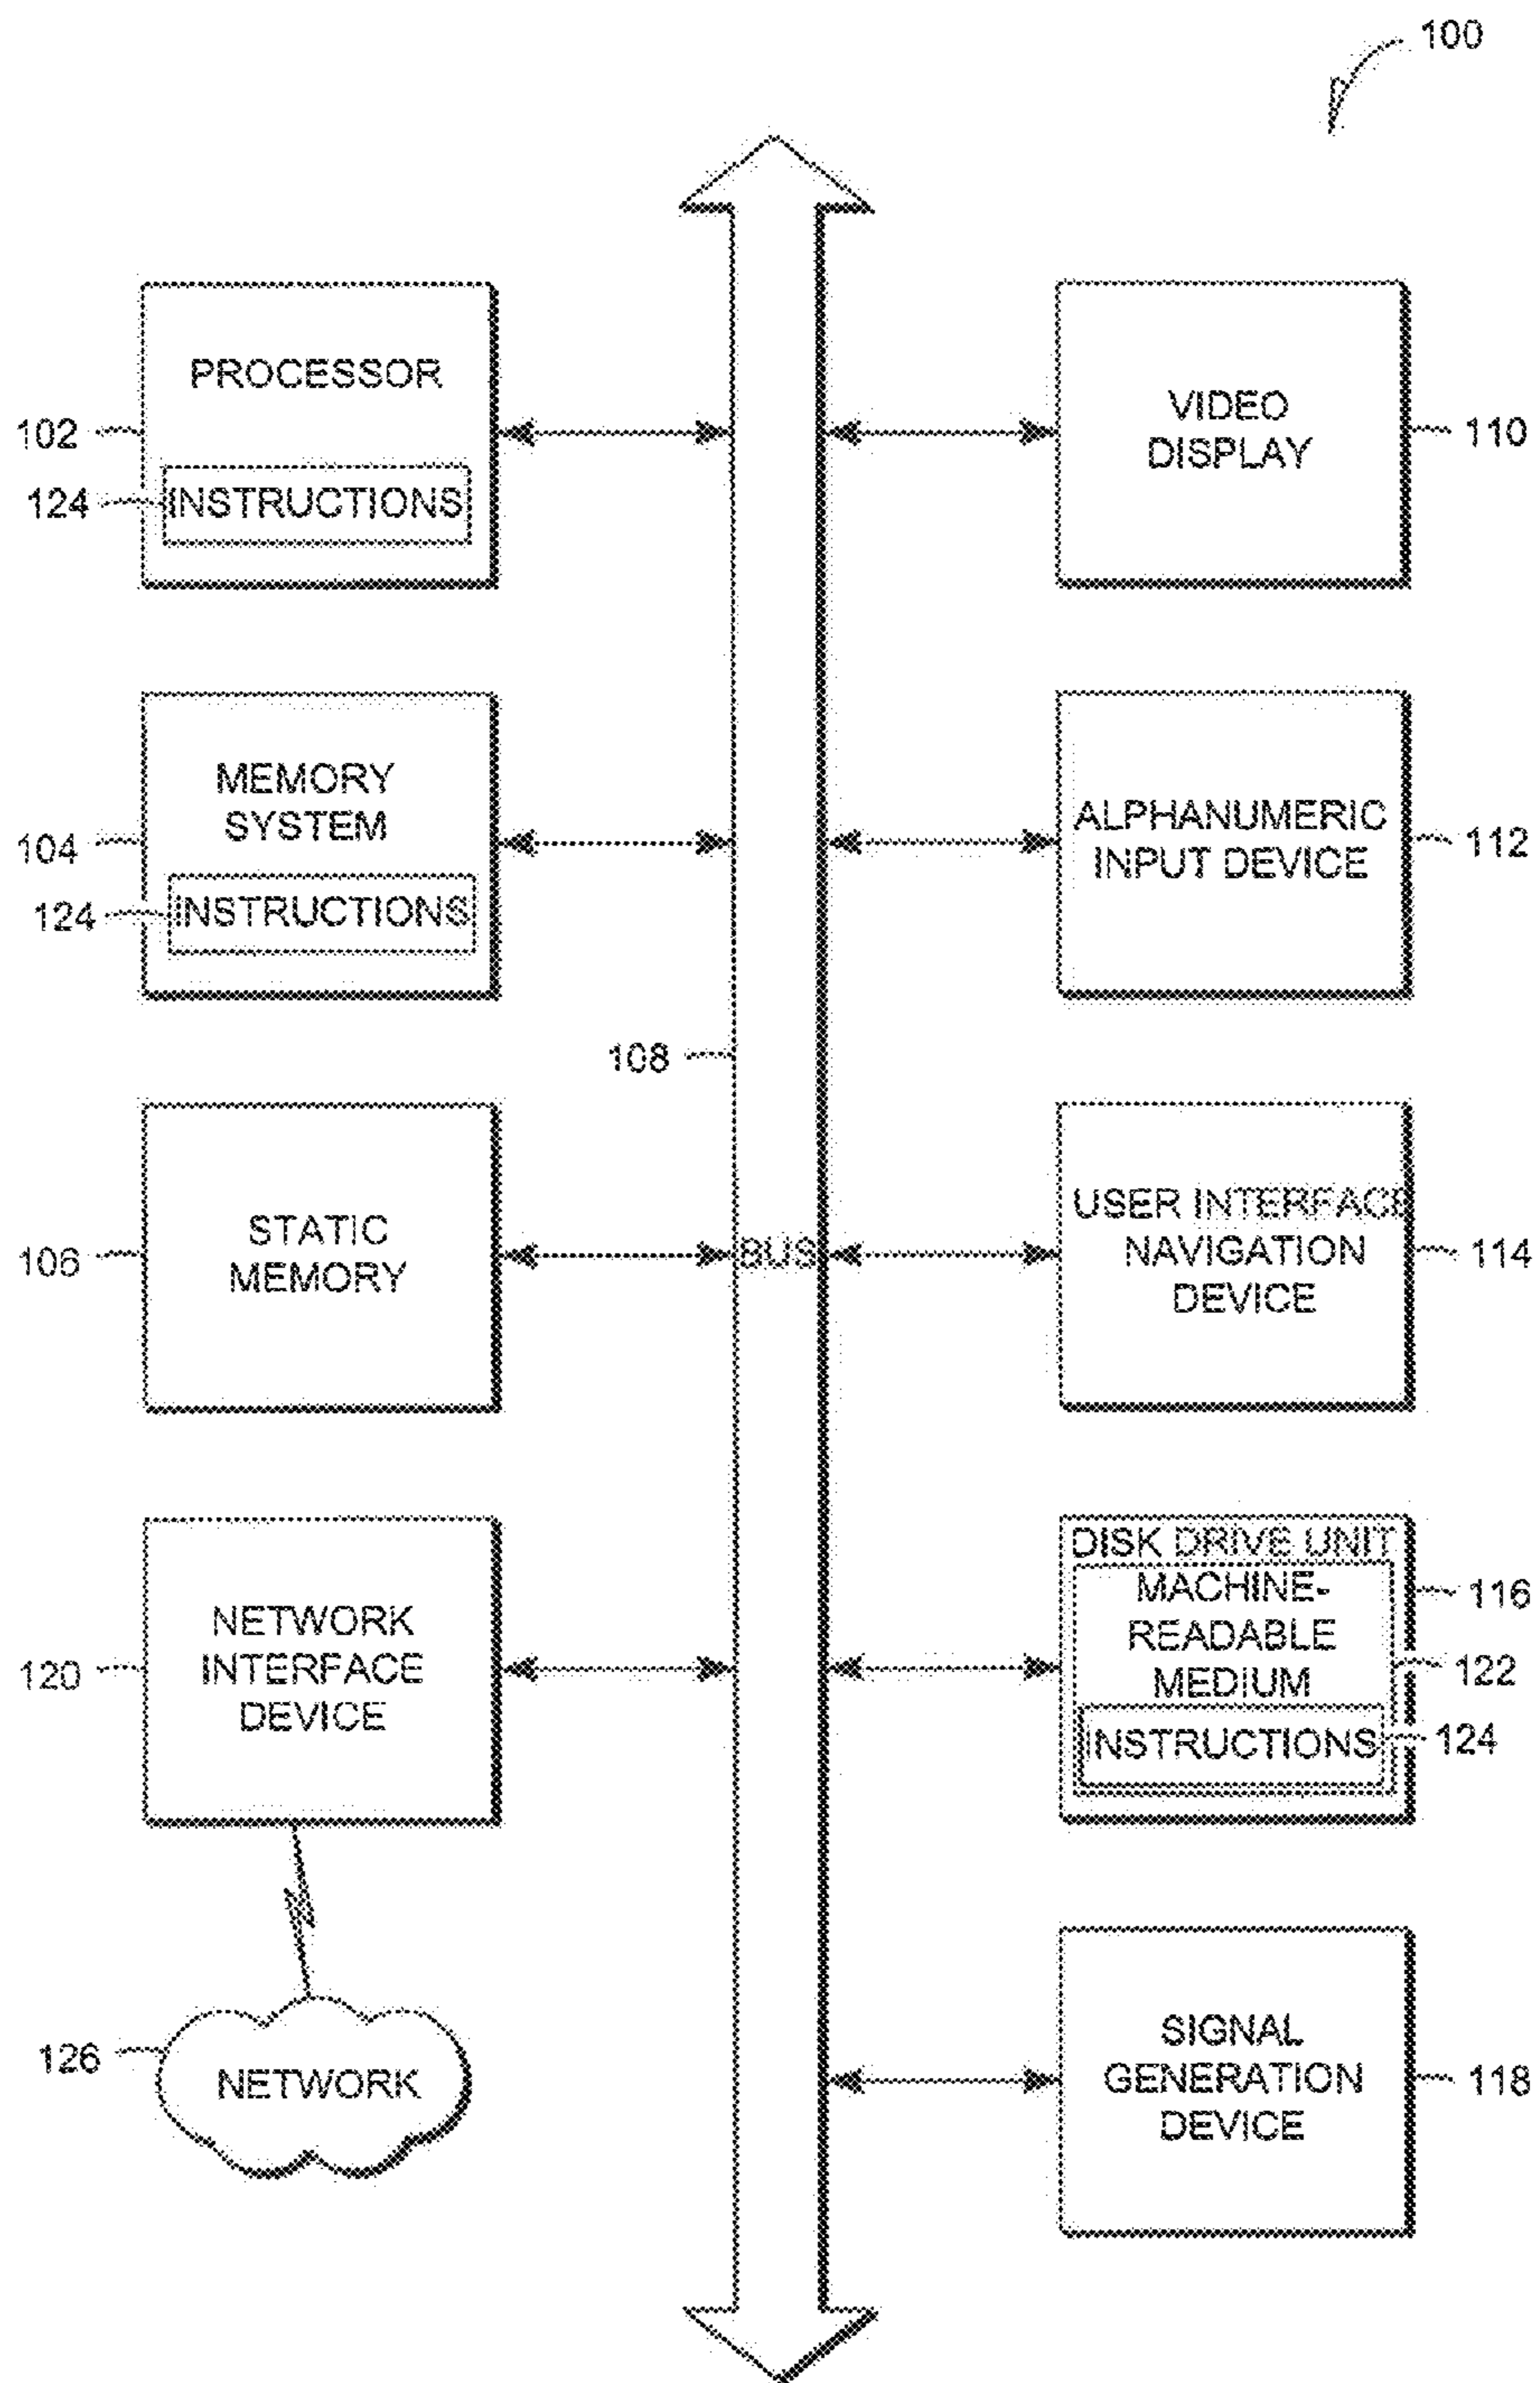 100
PROCESSOR
102
124
INSTRUCTIONS
VIDEO
DISPLAY
110
MEMORY
SYSTEM
104
124
INSTRUCTIONS
ALPHANUMERIC
INPUT DEVICE
112
108
STATIC
MEMORY
106
BUS
USER INTERFACE
NAVIGATION
DEVICE
114
NETWORK
INTERFACE
DEVICE
120
DISK DRIVE UNIT
MACHINE-
READABLE
MEDIUM
116
122
INSTRUCTIONS
124
126
NETWORK
SIGNAL
GENERATION
DEVICE
118